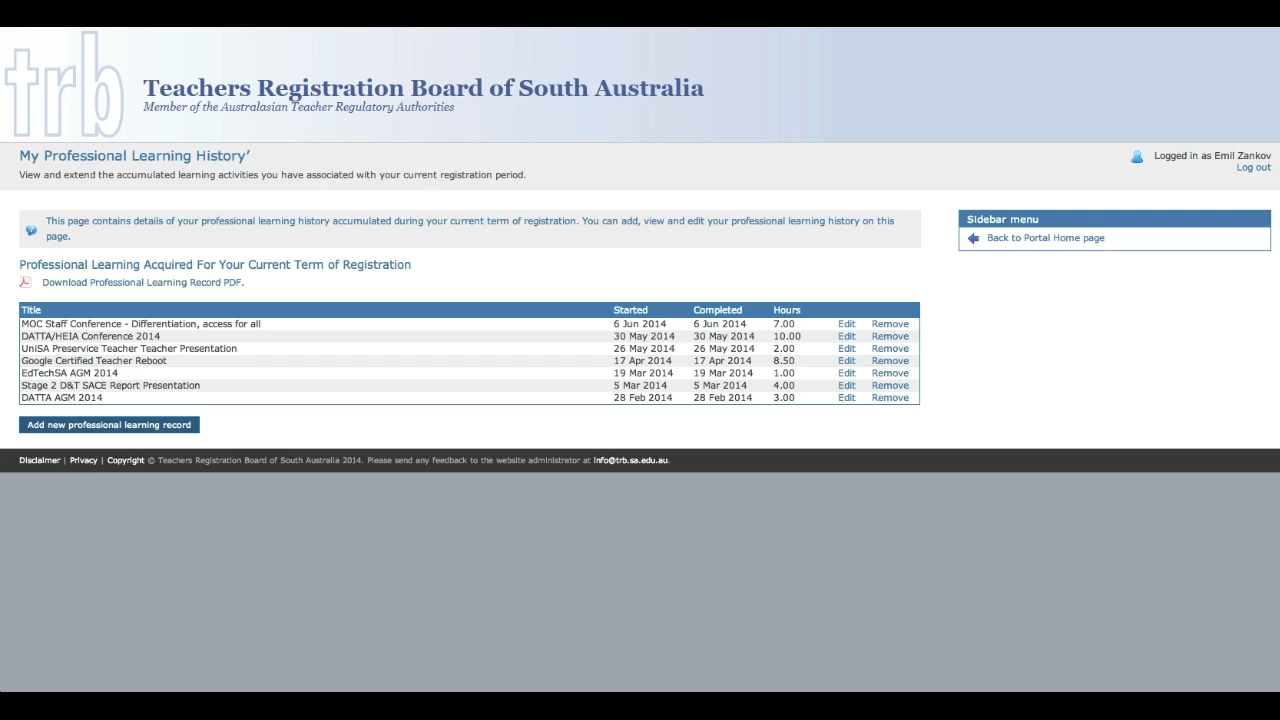 trb
Teachers Registration Board of South Australia
Member of the Australasian Teacher Regulatory Authorities
My Professional Learning History’
View and extend the accumulated learning activities you have associated with your current registration period.
Logged in as Emil Zankov
Log out
This page contains details of your professional learning history accumulated during your current term of registration. You can add, view and edit your professional learning history on this
page.
Sidebar menu
Back to Portal Home page
Professional Learning Acquired For Your Current Term of Registration
Download Professional Learning Record PDF.
Title Started Completed Hours
MOC Staff Conference - Differentiation, access for all 6 Jun 2014 6 Jun 2014 7.00 Edit Remove
DATTA/HEIA Conference 2014 30 May 2014 30 May 2014 10.00 Edit Remove
UniSA Preservice Teacher Teacher Presentation 26 May 2014 26 May 2014 2.00 Edit Remove
Google Certified Teacher Reboot 17 Apr 2014 17 Apr 2014 8.50 Edit Remove
EdTechSA AGM 2014 19 Mar 2014 19 Mar 2014 1.00 Edit Remove
Stage 2 D&T SACE Report Presentation 5 Mar 2014 5 Mar 2014 4.00 Edit Remove
DATTA AGM 2014 28 Feb 2014 28 Feb 2014 3.00 Edit Remove
Add new professional learning record
Disclaimer | Privacy | Copyright © Teachers Registration Board of South Australia 2014. Please send any feedback to the website administrator at info@trb.sa.edu.au.